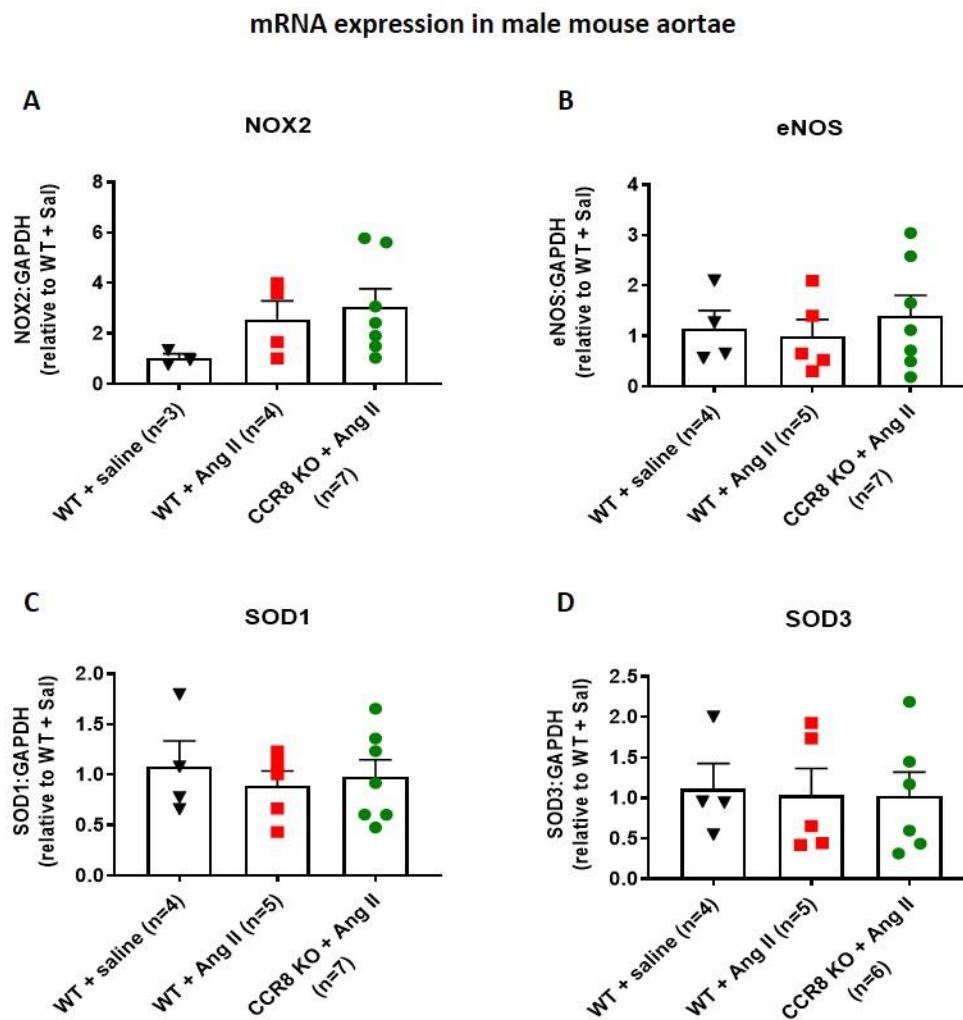 mRNA expression in male mouse aortae
A
NOX2
NOX2:GAPDH
(relative to WT + Sal)
8
6
4
2
0
WT + saline (n=3)
WT + Ang II (n=4)
CCR8 KO + Ang II
(n=7)
B
eNOS
eNOS:GAPDH
(relative to WT + Sal)
4
3
2
1
0
WT + saline (n=4)
WT + Ang II (n=5)
CCR8 KO + Ang II
(n=7)
C
SOD1
SOD1:GAPDH
(relative to WT + Sal)
2.0
1.5
1.0
0.5
0.0
WT + saline (n=4)
WT + Ang II (n=5)
CCR8 KO + Ang II
(n=7)
D
SOD3
SOD3:GAPDH
(relative to WT + Sal)
2.5
2.0
1.5
1.0
0.5
0.0
WT + saline (n=4)
WT + Ang II (n=5)
CCR8 KO + Ang II
(n=6)